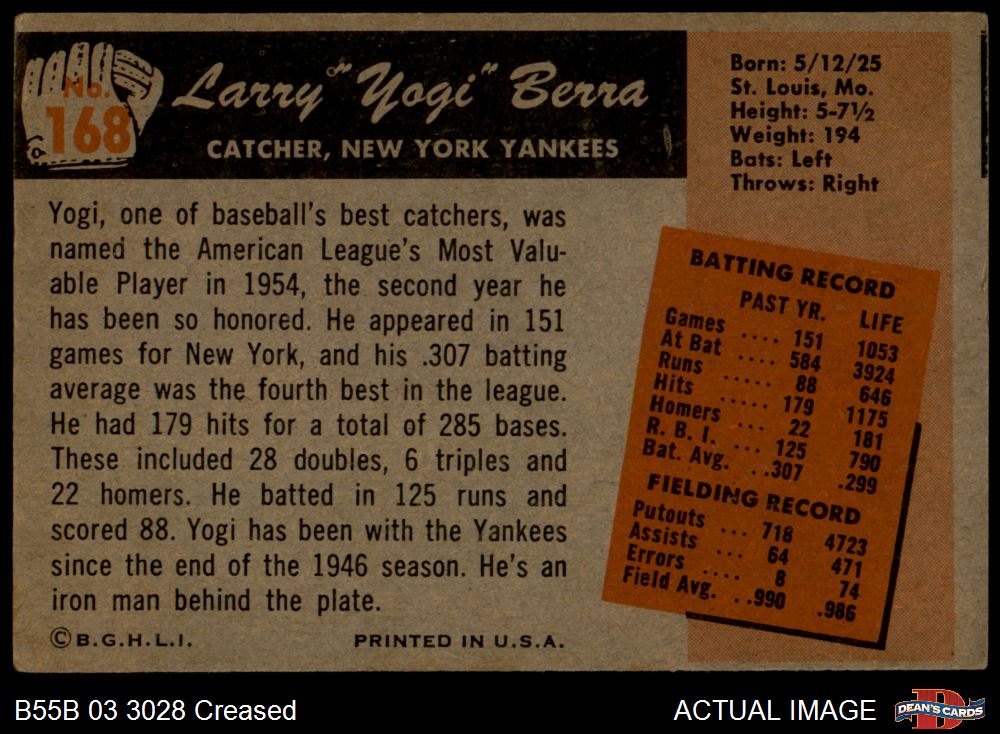 No.
168
Larry "Yogi" Berra
CATCHER, NEW YORK YANKEES
Born: 5/12/25
St. Louis, Mo.
Height: 5-7½
Weight: 194
Bats: Left
Throws: Right
Yogi, one of baseball's best catchers, was
named the American League's Most Valu-
able Player in 1954, the second year he
has been so honored. He appeared in 151
games for New York, and his .307 batting
average was the fourth best in the league.
He had 179 hits for a total of 285 bases.
These included 28 doubles, 6 triples and
22 homers. He batted in 125 runs and
scored 88. Yogi has been with the Yankees
since the end of the 1946 season. He's an
iron man behind the plate.
©B.G.H.L.I. PRINTED IN U.S.A.
BATTING RECORD
PAST YR. LIFE
Games .... 151 1053
At Bat .... 584 3924
Runs ..... 88 646
Hits ..... 179 1175
Homers .... 22 181
R. B. I. ... 125 790
Bat. Avg. ..307 .299
FIELDING RECORD
Putouts ... 718 4723
Assists ... 64 471
Errors .... 8 74
Field Avg. ..990 .986
B55B 03 3028 Creased
ACTUAL IMAGE
DEAN'S CARDS